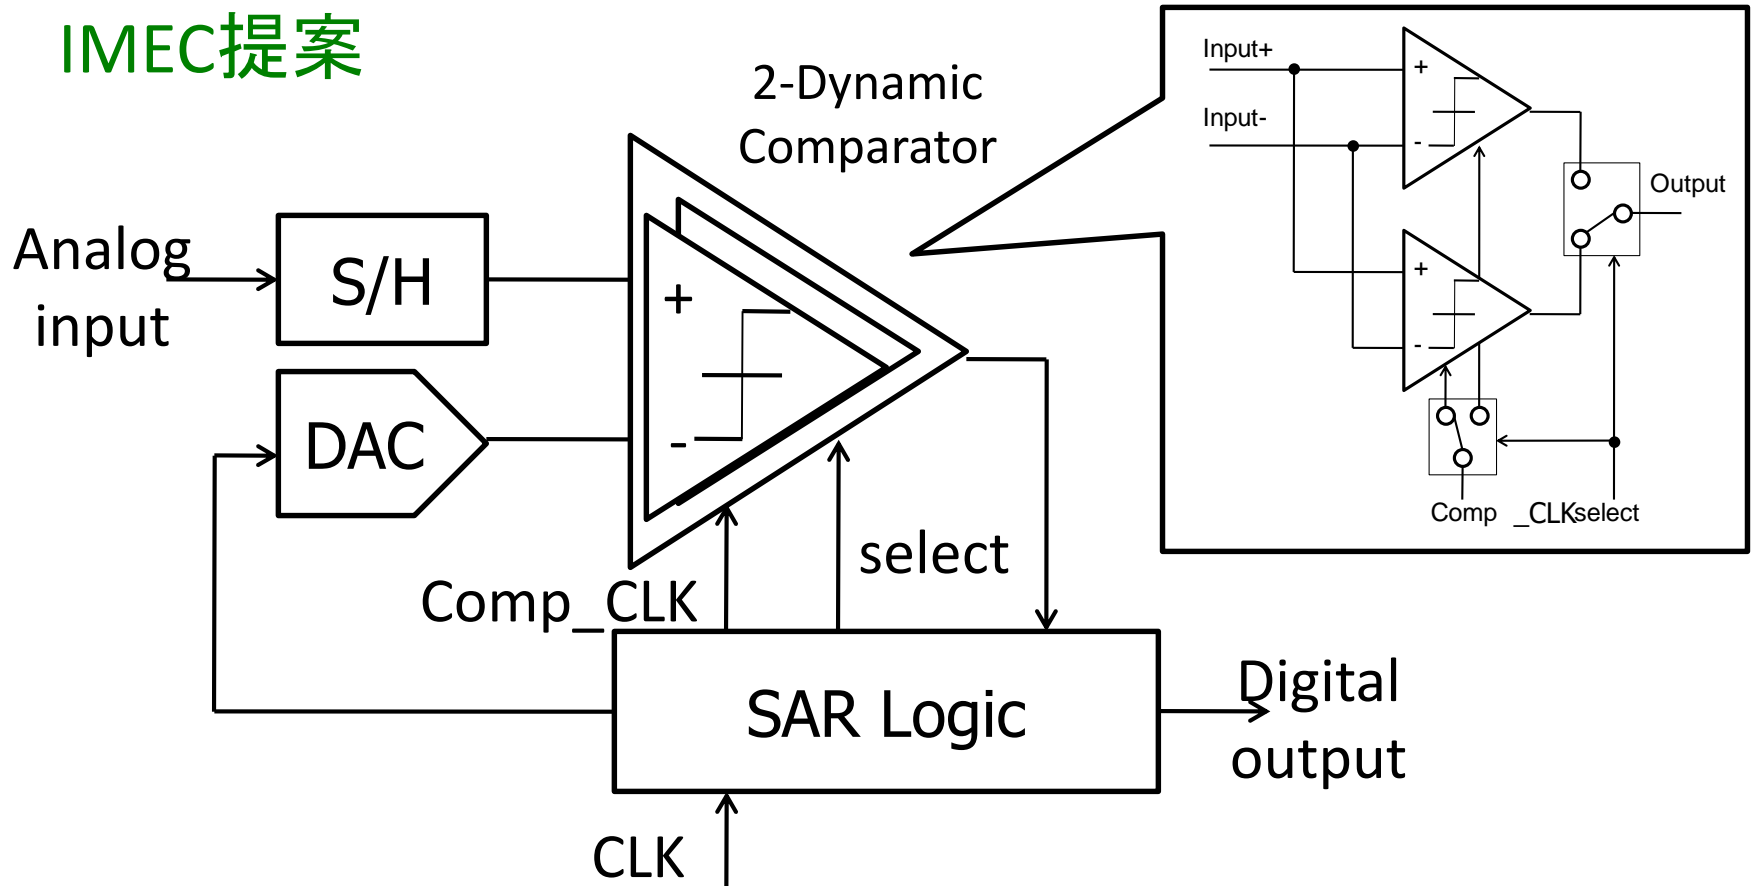 IMEC提案
2-Dynamic
Comparator
Analog
input
S/H
DAC
+
-
Comp_CLK
select
SAR Logic
Digital
output
CLK
Input+
Input-
+
-
+
-
Output
Comp _CLKselect